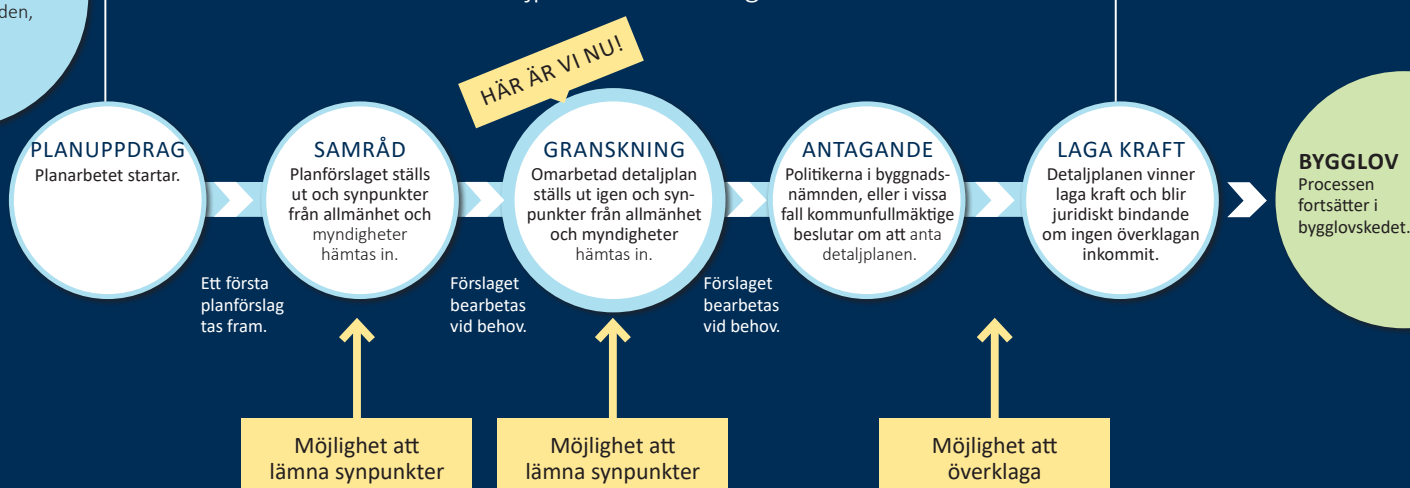 den,
HÄR ÄR VI NU!
PLANUPPDRAG
Planarbetet startar.
Ett första
planförslag
tas fram.
SAMRÅD
Planförslaget ställs
ut och synpunkter
från allmänhet och
myndigheter
hämtas in.
Förslaget
bearbetas
vid behov.
GRANSKNING
Omarbetad detaljplan
ställs ut igen och syn-
punkter från allmänhet
och myndigheter
hämtas in.
Förslaget
bearbetas
vid behov.
ANTAGANDE
Politikerna i byggnads-
nämnden, eller i vissa
fall kommunfullmäktige
beslutar om att anta
detaljplanen.
LAGA KRAFT
Detaljplanen vinner
laga kraft och blir
juridiskt bindande
om ingen överklagan
inkommit.
BYGGLOV
Processen
fortsätter i
bygglovskedet.
Möjlighet att
lämna synpunkter
Möjlighet att
lämna synpunkter
Möjlighet att
överklaga